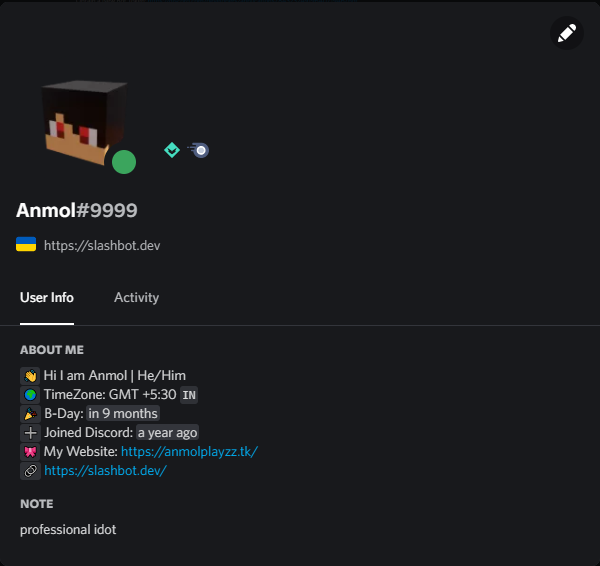 Anmol#9999
https://slashbot.dev
User Info
Activity
ABOUT ME
Hi I am Anmol | He/Him
TimeZone: GMT +5:30 IN
B-Day: in 9 months
Joined Discord: a year ago
My Website: https://anmolplayzz.tk/
https://slashbot.dev/
NOTE
professional idot